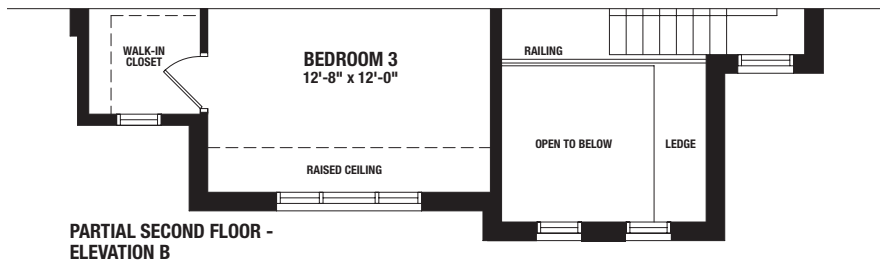 WALK-IN
CLOSET
BEDROOM 3
12'-8" x 12'-0"
RAISED CEILING
RAILING
OPEN TO BELOW
LEDGE
PARTIAL SECOND FLOOR -
ELEVATION B